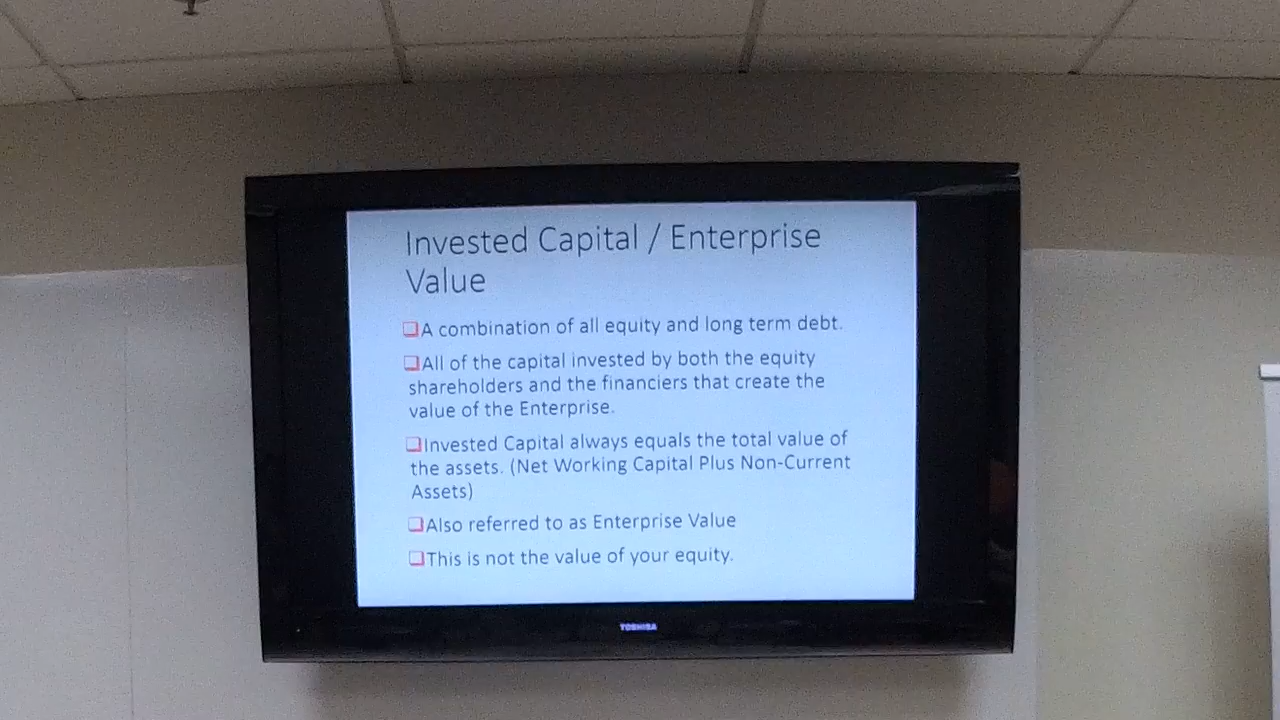 Invested Capital / Enterprise
Value
A combination of all equity and long term debt.
All of the capital invested by both the equity
shareholders and the financiers that create the
value of the Enterprise.
Invested Capital always equals the total value of
the assets. (Net Working Capital Plus Non-Current
Assets)
Also referred to as Enterprise Value
This is not the value of your equity.
TOSHIBA